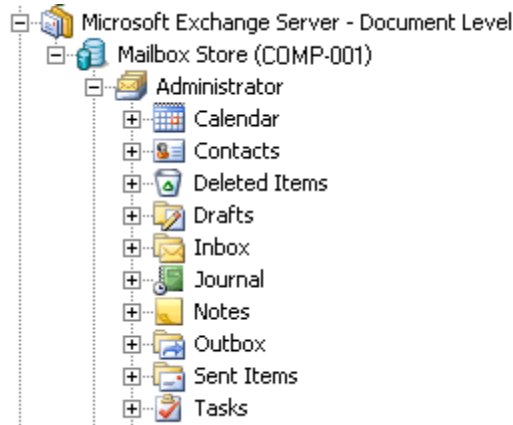 Microsoft Exchange Server - Document Level
Mailbox Store (COMP-001)
Administrator
Calendar
Contacts
Deleted Items
Drafts
Inbox
Journal
Notes
Outbox
Sent Items
Tasks